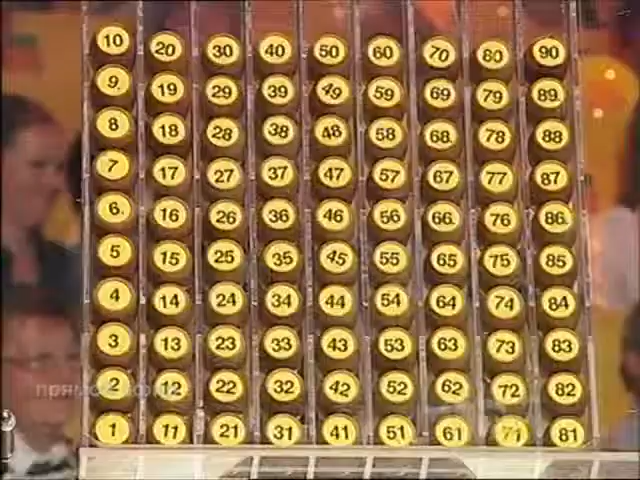 10 20 30 40 50 60 70 80 90
9. 19 29 39 49 59 69 79 89.
8 18 28 38 48 58 68. 78 88
7 17 27 37 47 57 67 77 87
6. 16 26 36 46 56 66. 76 86.
5 15 25 35 45 55 65 75 85
4 14 24 34 44 54 64 74 84
3 13 23 33 43 53 63 73 83
2 12 22 32 42 52 62 72 82
1 11 21 31 41 51 61 71 81